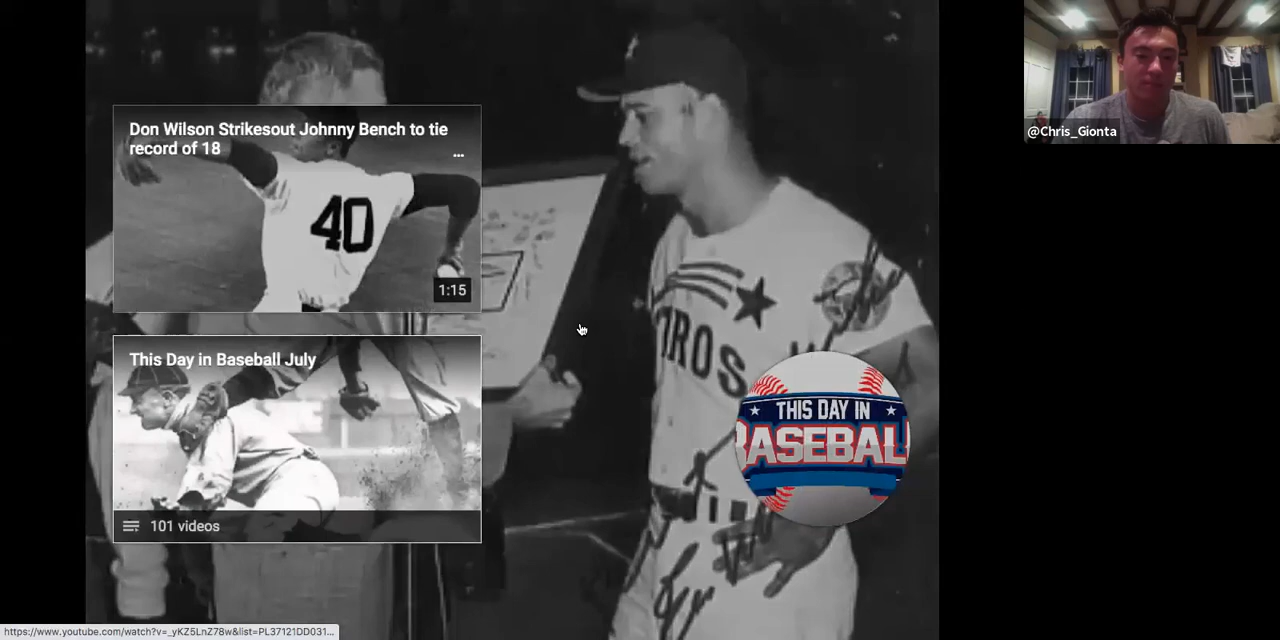 Don Wilson Strikesout Johnny Bench to tie
record of 18
40
1:15
This Day in Baseball July
101 videos
TROS
THIS DAY IN
BASEBALL
@Chris_Gionta
https://www.youtube.com/watch?v=_yKZ5LnZ78w&list=PL37121DD031...